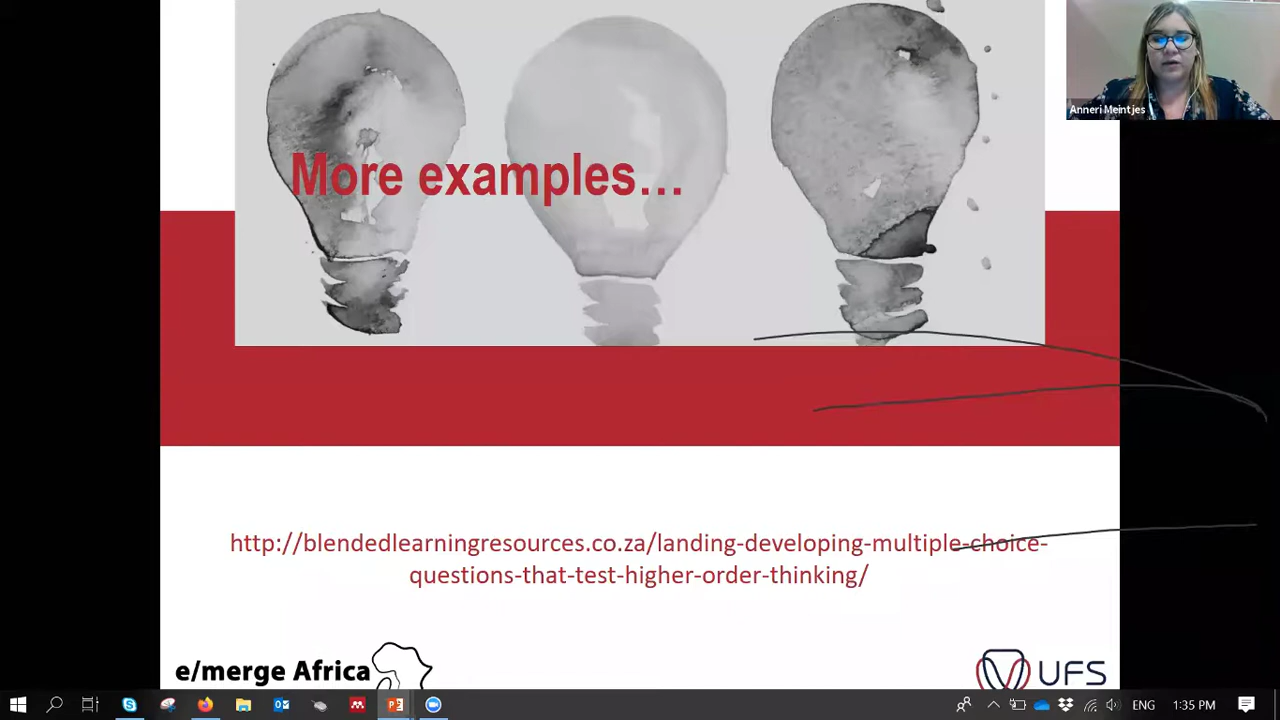 Anneri Meintjes
More examples…
http://blendedlearningresources.co.za/landing-developing-multiple-choice-
questions-that-test-higher-order-thinking/
e/merge Africa
UFS
ENG
1:35 PM